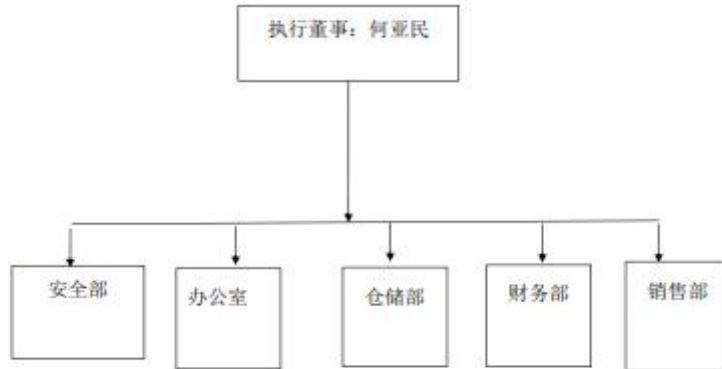 执行董事：何亚民
安全部
办公室
仓储部
财务部
销售部